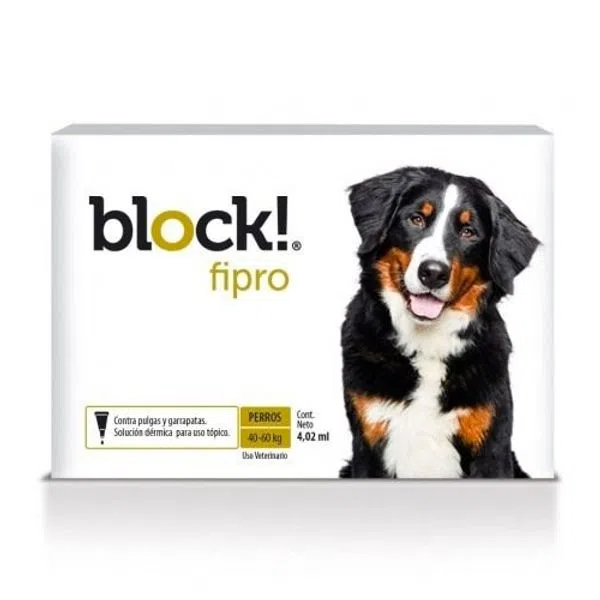 block!®
fipro
Contra pulgas y garrapatas.
Solución dérmica para uso tópico.
PERROS
40-60 kg
Uso Veterinario
Cont.
Neto
4,02 ml